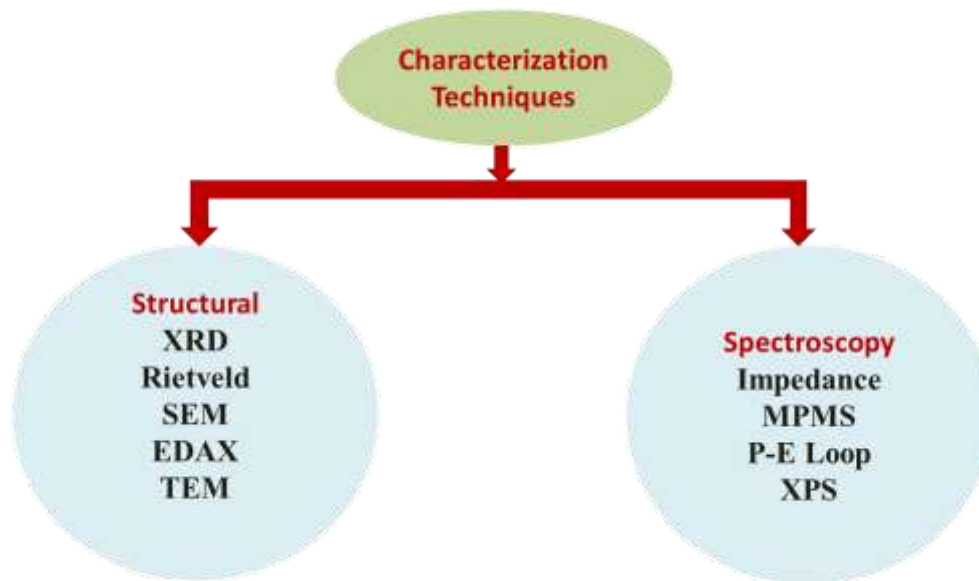 Characterization
Techniques
Structural
XRD
Rietveld
SEM
EDAX
TEM
Spectroscopy
Impedance
MPMS
P-E Loop
XPS